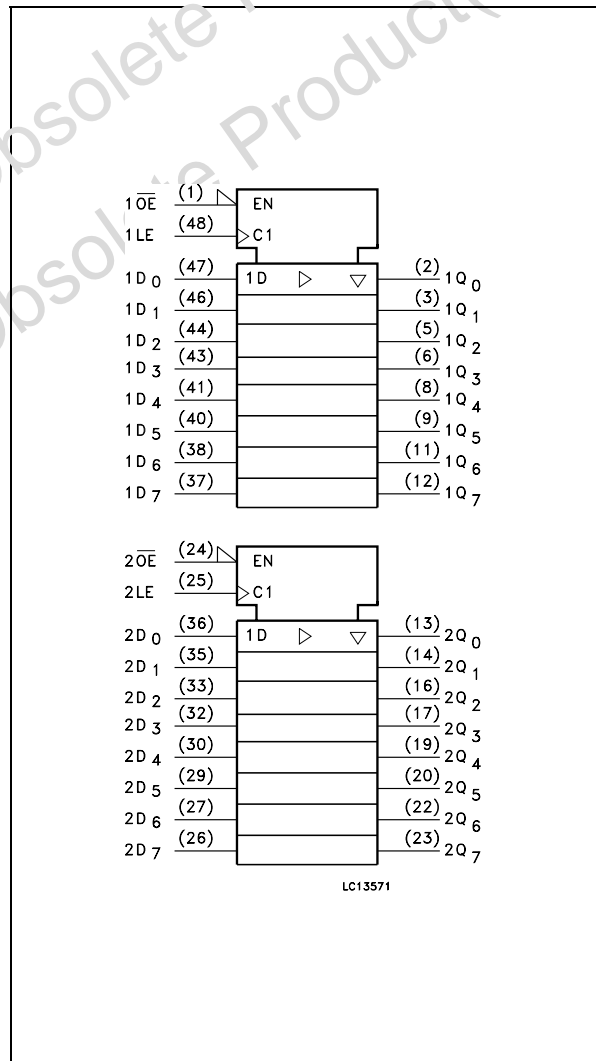 Obsolete Product(
Obsolete Product(
1O̅E̅ (1) EN
1LE (48) C1
1D0 (47) 1D (2) 1Q0
1D1 (46) (3) 1Q1
1D2 (44) (5) 1Q2
1D3 (43) (6) 1Q3
1D4 (41) (8) 1Q4
1D5 (40) (9) 1Q5
1D6 (38) (11) 1Q6
1D7 (37) (12) 1Q7
2O̅E̅ (24) EN
2LE (25) C1
2D0 (36) 1D (13) 2Q0
2D1 (35) (14) 2Q1
2D2 (33) (16) 2Q2
2D3 (32) (17) 2Q3
2D4 (30) (19) 2Q4
2D5 (29) (20) 2Q5
2D6 (27) (22) 2Q6
2D7 (26) (23) 2Q7
LC13571